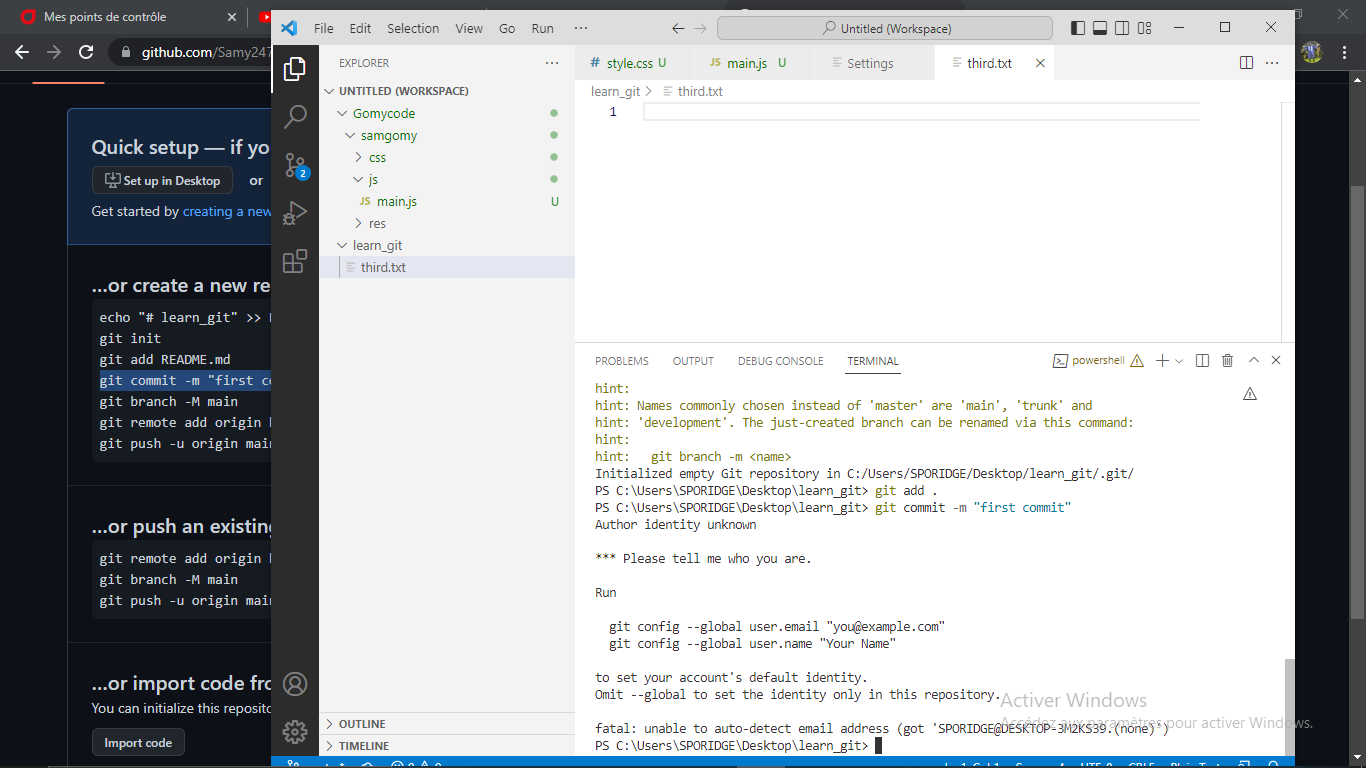 Mes points de contrôle
github.com/Samy247
File Edit Selection View Go Run ...
Untitled (Workspace)
EXPLORER
UNTITLED (WORKSPACE)
Gomycode
samgomy
css
js
JS main.js U
res
learn_git
third.txt
OUTLINE
TIMELINE
2
# style.css U
JS main.js U
Settings
third.txt
learn_git > third.txt
1
PROBLEMS OUTPUT DEBUG CONSOLE TERMINAL
powershell
hint:
hint: Names commonly chosen instead of 'master' are 'main', 'trunk' and
hint: 'development'. The just-created branch can be renamed via this command:
hint:
hint: git branch -m <name>
Initialized empty Git repository in C:/Users/SPORIDGE/Desktop/learn_git/.git/
PS C:\Users\SPORIDGE\Desktop\learn_git> git add .
PS C:\Users\SPORIDGE\Desktop\learn_git> git commit -m "first commit"
Author identity unknown
*** Please tell me who you are.
Run
git config --global user.email "you@example.com"
git config --global user.name "Your Name"
to set your account's default identity.
Omit --global to set the identity only in this repository.
fatal: unable to auto-detect email address (got 'SPORIDGE@DESKTOP-3M2KS39.(none)')
PS C:\Users\SPORIDGE\Desktop\learn_git>
Activer Windows
Accédez aux paramètres pour activer Windows.
Quick setup — if yo
Set up in Desktop or
Get started by creating a new
...or create a new re
echo "# learn_git" >>
git init
git add README.md
git commit -m "first co
git branch -M main
git remote add origin
git push -u origin mai
...or push an existing
git remote add origin
git branch -M main
git push -u origin mai
...or import code fro
You can initialize this reposito
Import code